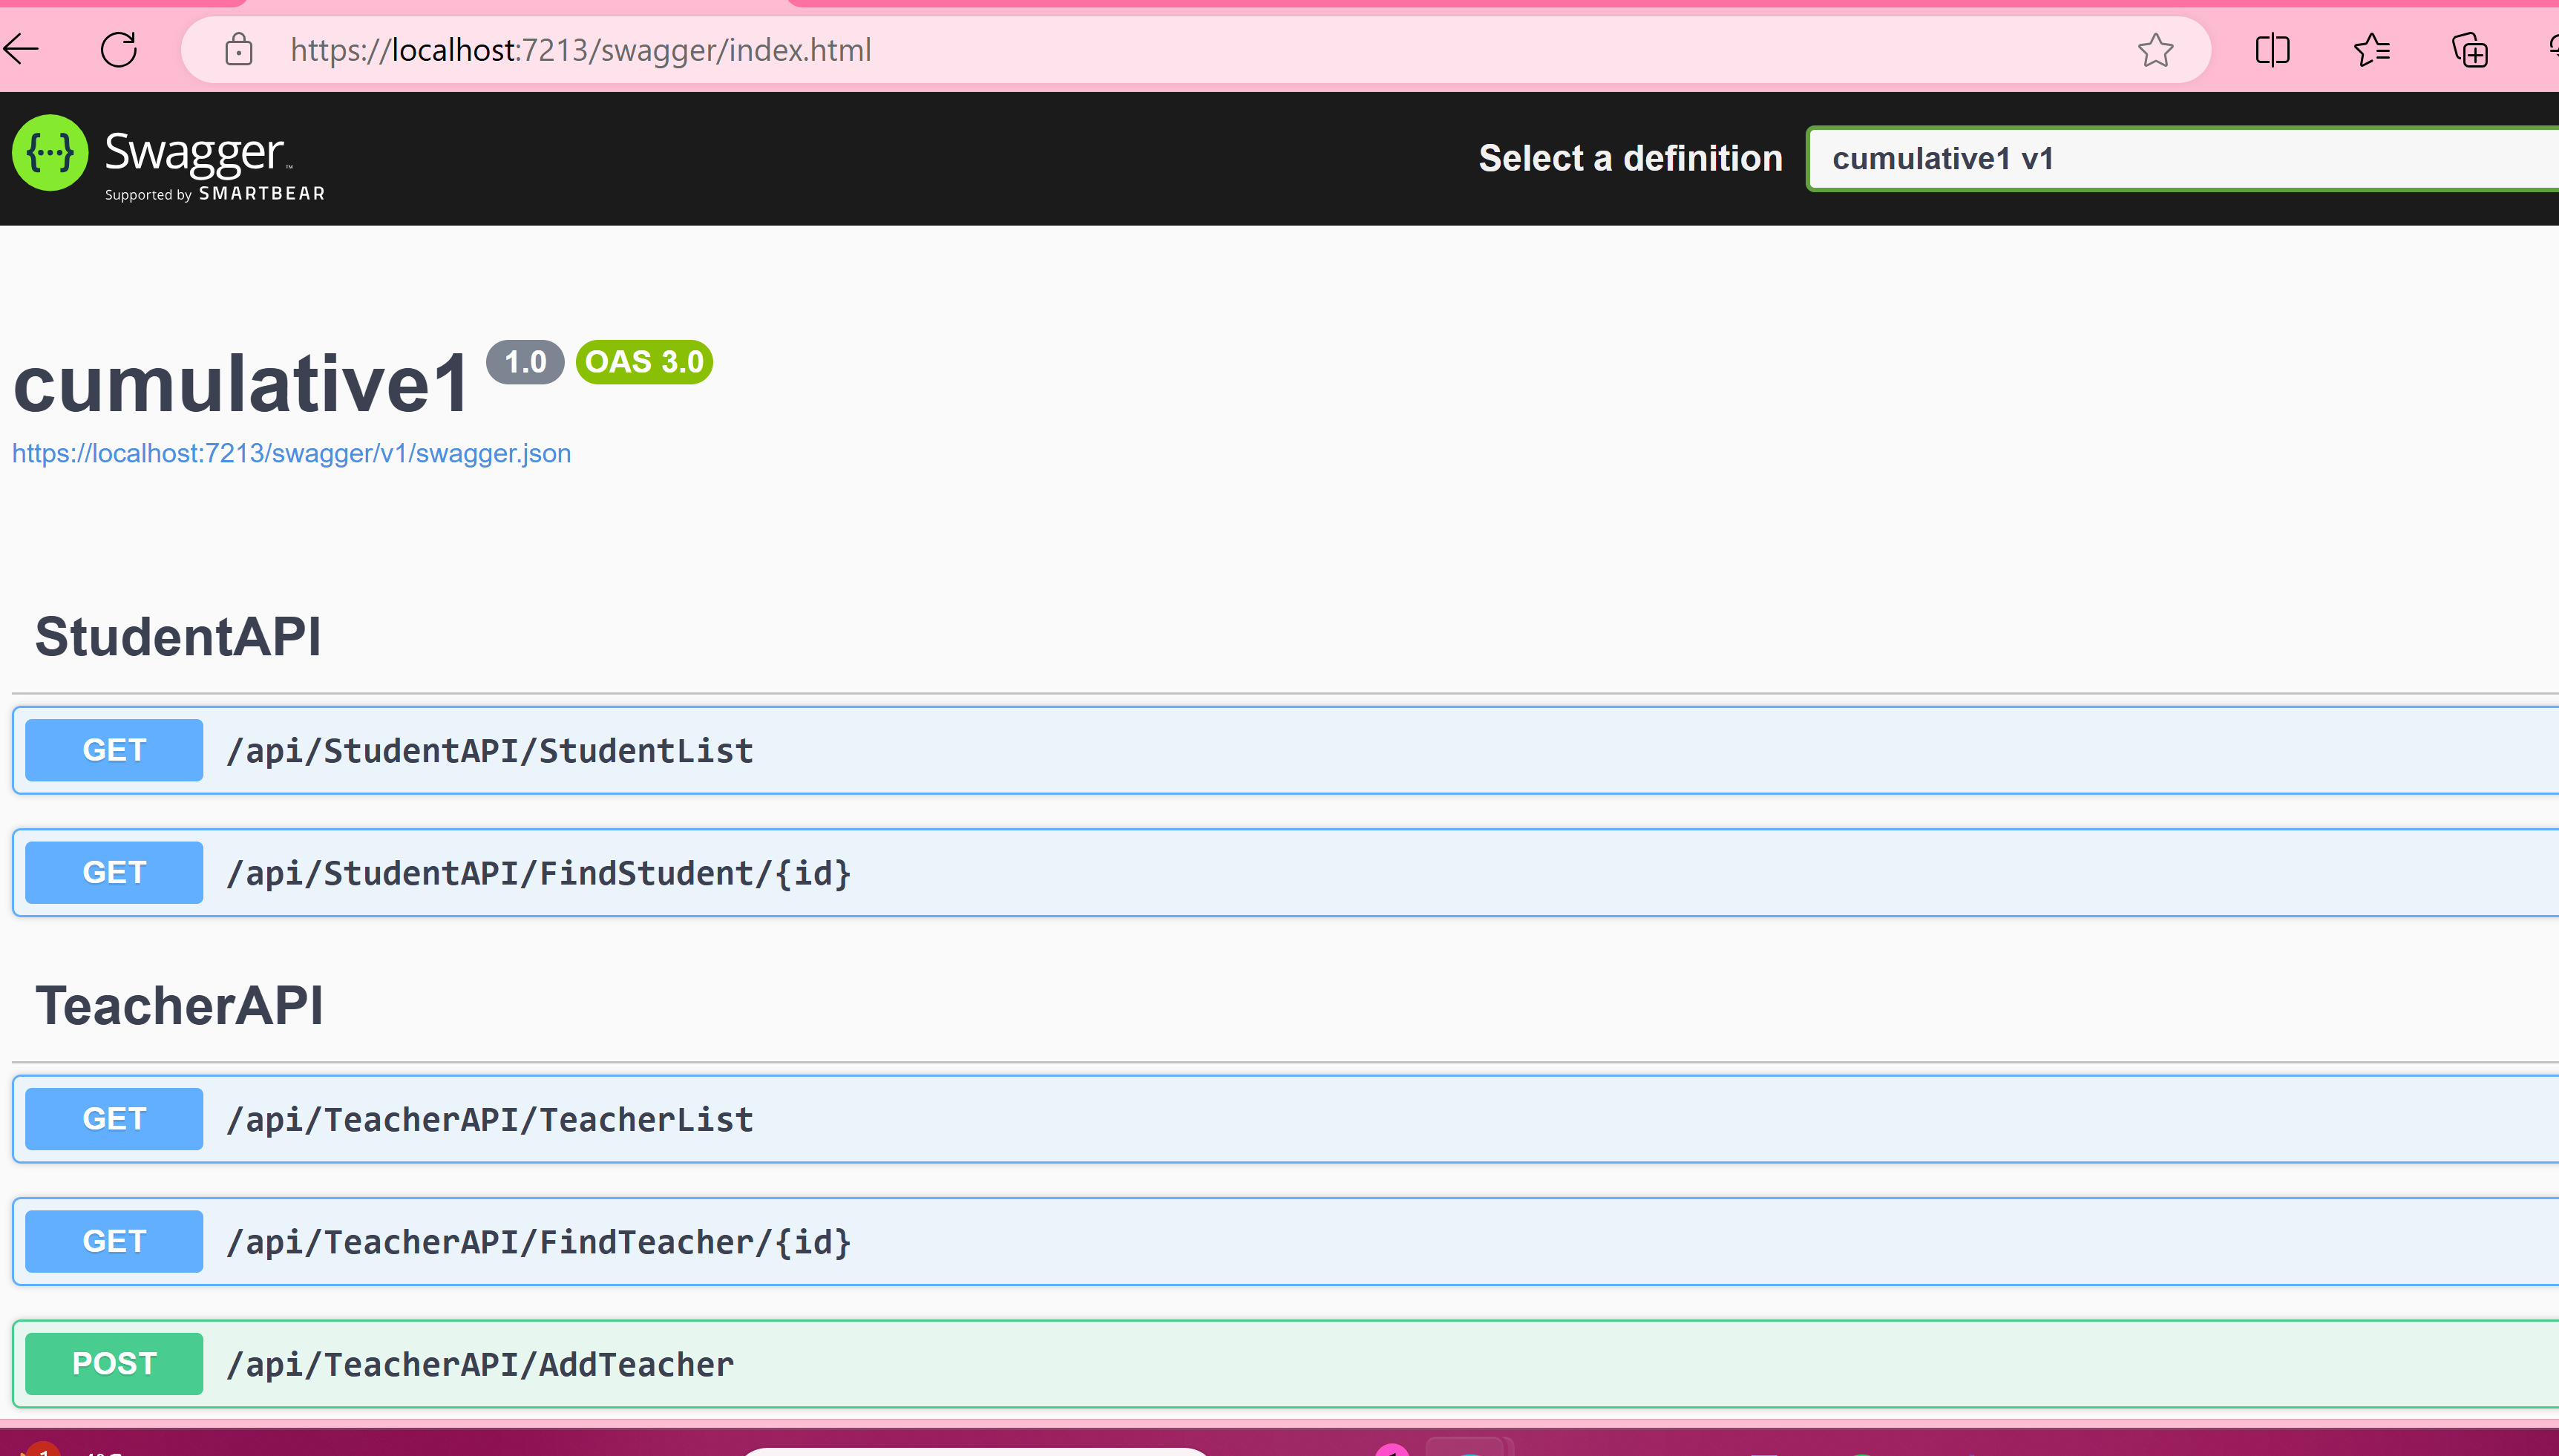 https://localhost:7213/swagger/index.html
{...} Swagger™
Supported by SMARTBEAR
Select a definition
cumulative1 v1
cumulative1 1.0 OAS 3.0
https://localhost:7213/swagger/v1/swagger.json
StudentAPI
GET /api/StudentAPI/StudentList
GET /api/StudentAPI/FindStudent/{id}
TeacherAPI
GET /api/TeacherAPI/TeacherList
GET /api/TeacherAPI/FindTeacher/{id}
POST /api/TeacherAPI/AddTeacher